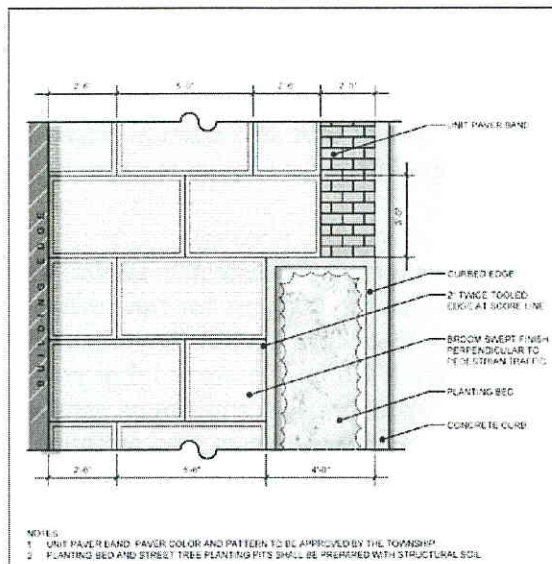 2'-6"
5'-0"
2'-6"
2'-0"
UNIT PAVER BAND
3'-0"
BUILDING EDGE
CURBED EDGE
2" TWICE TOOLED
EDGE AT SCORE LINE
BROOM SWEPT FINISH
PERPENDICULAR TO
PEDESTRIAN TRAFFIC
PLANTING BED
CONCRETE CURB
2'-6"
5'-6"
4'-0"
NOTES
1 UNIT PAVER BAND, PAVER COLOR AND PATTERN TO BE APPROVED BY THE TOWNSHIP
2 PLANTING BED AND STREET TREE PLANTING PITS SHALL BE PREPARED WITH STRUCTURAL SOIL